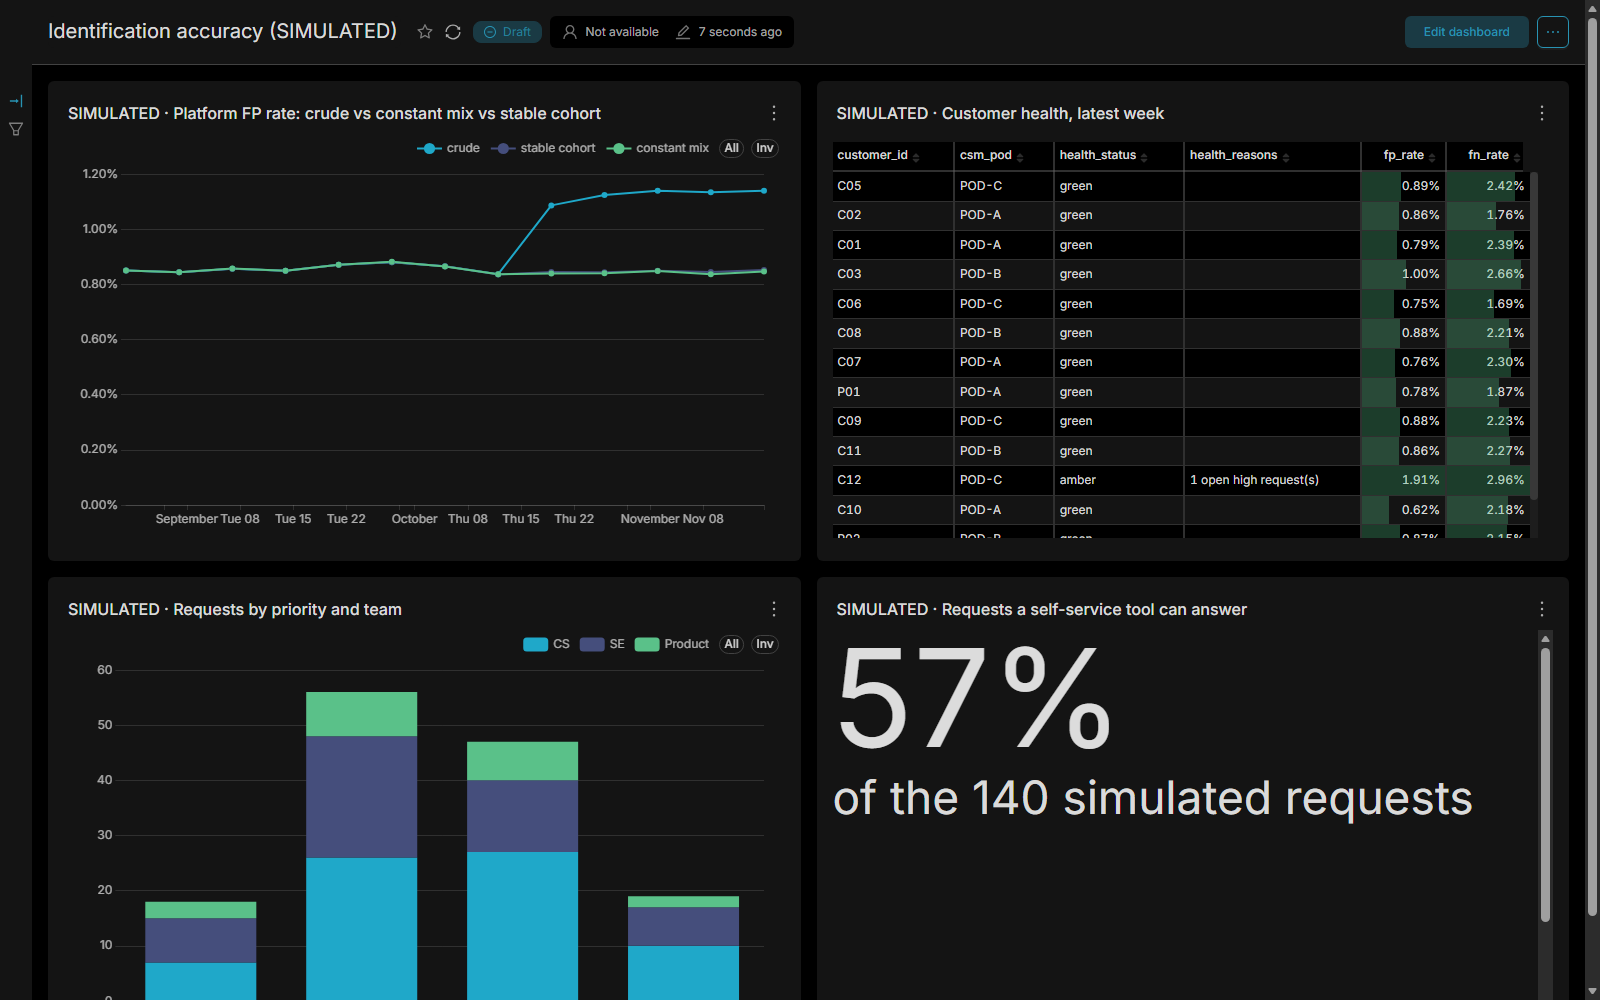 Identification accuracy (SIMULATED)
Draft
Not available
7 seconds ago
Edit dashboard
SIMULATED · Platform FP rate: crude vs constant mix vs stable cohort
crude
stable cohort
constant mix
All
Inv
1.20%
1.00%
0.80%
0.60%
0.40%
0.20%
0.00%
September Tue 08 Tue 15 Tue 22 October Thu 08 Thu 15 Thu 22 November Nov 08
SIMULATED · Customer health, latest week
customer_id csm_pod health_status health_reasons fp_rate fn_rate
C05 POD-C green 0.89% 2.42%
C02 POD-A green 0.86% 1.76%
C01 POD-A green 0.79% 2.39%
C03 POD-B green 1.00% 2.66%
C06 POD-C green 0.75% 1.69%
C08 POD-B green 0.88% 2.21%
C07 POD-A green 0.76% 2.30%
P01 POD-A green 0.78% 1.87%
C09 POD-C green 0.88% 2.23%
C11 POD-B green 0.86% 2.27%
C12 POD-C amber 1 open high request(s) 1.91% 2.96%
C10 POD-A green 0.62% 2.18%
SIMULATED · Requests by priority and team
CS
SE
Product
All
Inv
60
50
40
30
20
10
SIMULATED · Requests a self-service tool can answer
57%
of the 140 simulated requests